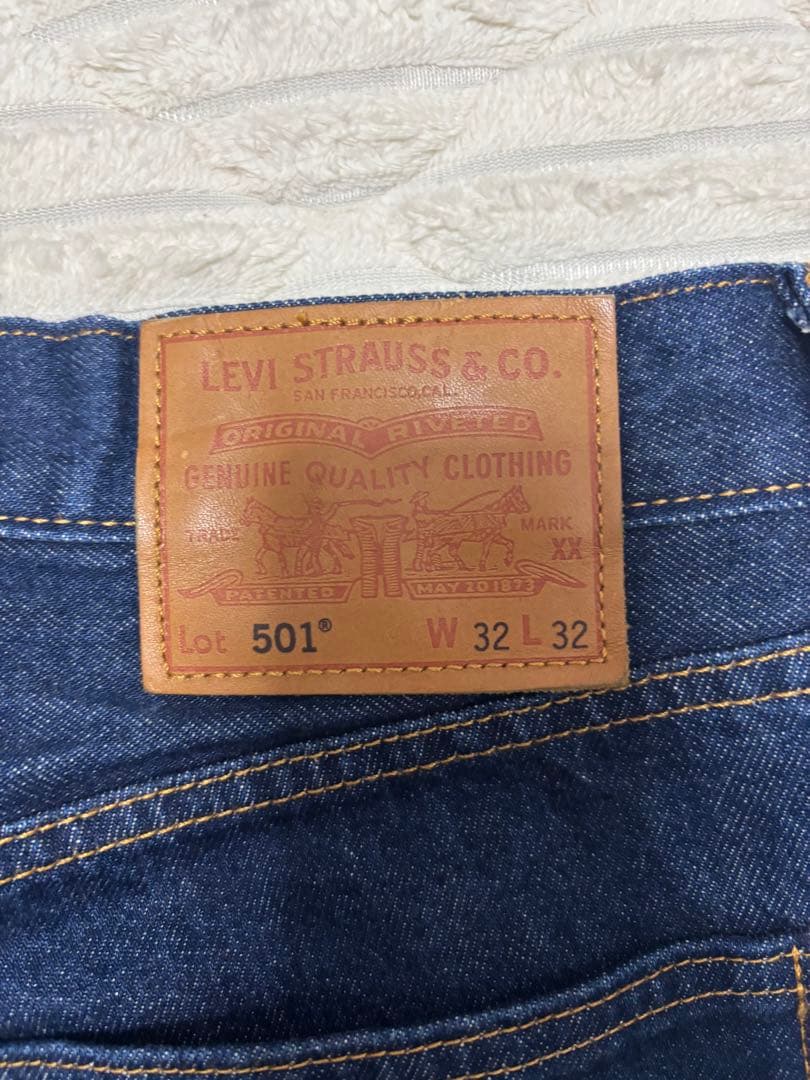 LEVI STRAUSS & CO.
SAN FRANCISCO, CAL.
ORIGINAL RIVETED
GENUINE QUALITY CLOTHING
TRADE MARK
XX
PATENTED MAY 20 1873
Lot 501® W 32 L 32